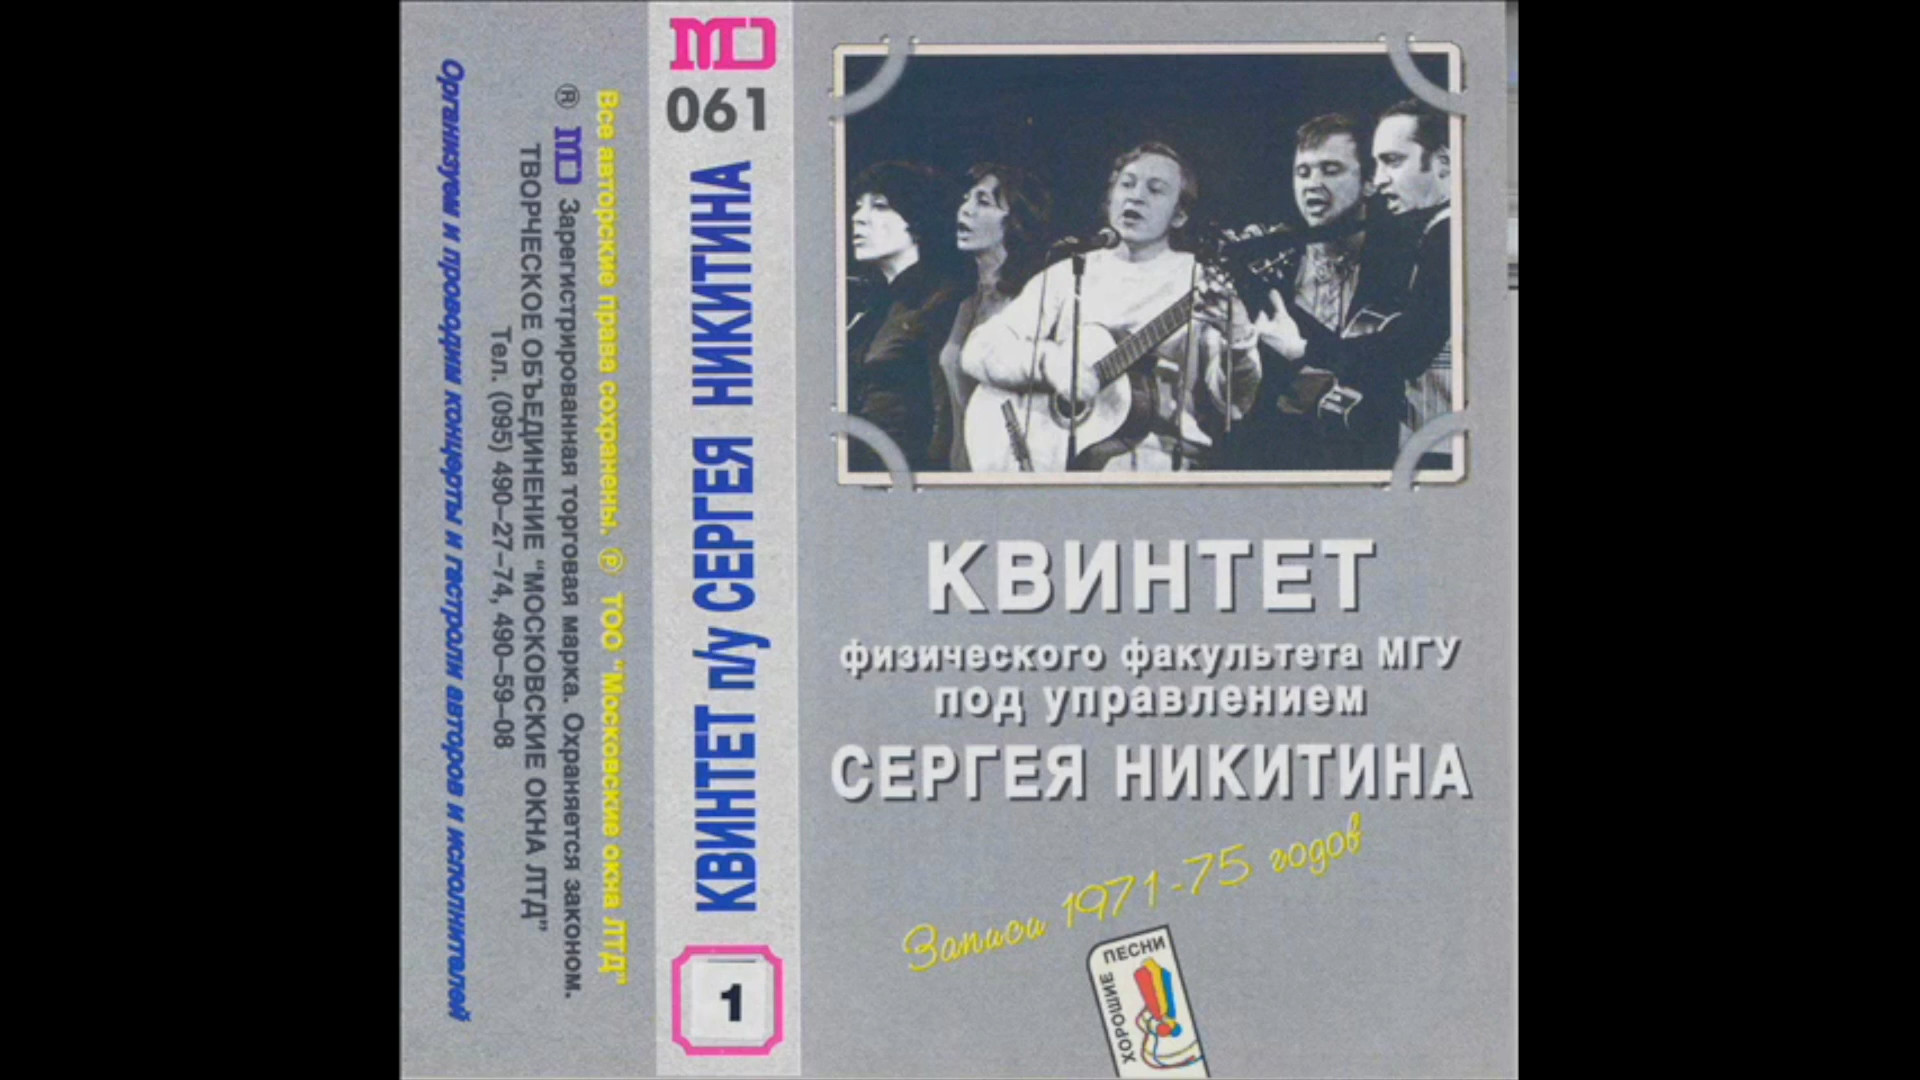 Организуем и проводим концерты и гастроли авторов и исполнителей
Все авторские права сохранены. ℗ ТОО "Московские окна ЛТД"
® МО Зарегистрированная торговая марка. Охраняется законом.
ТВОРЧЕСКОЕ ОБЪЕДИНЕНИЕ "МОСКОВСКИЕ ОКНА ЛТД"
Тел. (095) 490-27-74, 490-59-08
МО
061
КВИНТЕТ п/у СЕРГЕЯ НИКИТИНА
1
КВИНТЕТ
физического факультета МГУ
под управлением
СЕРГЕЯ НИКИТИНА
Записи 1971-75 годов
ХОРОШИЕ
ПЕСНИ